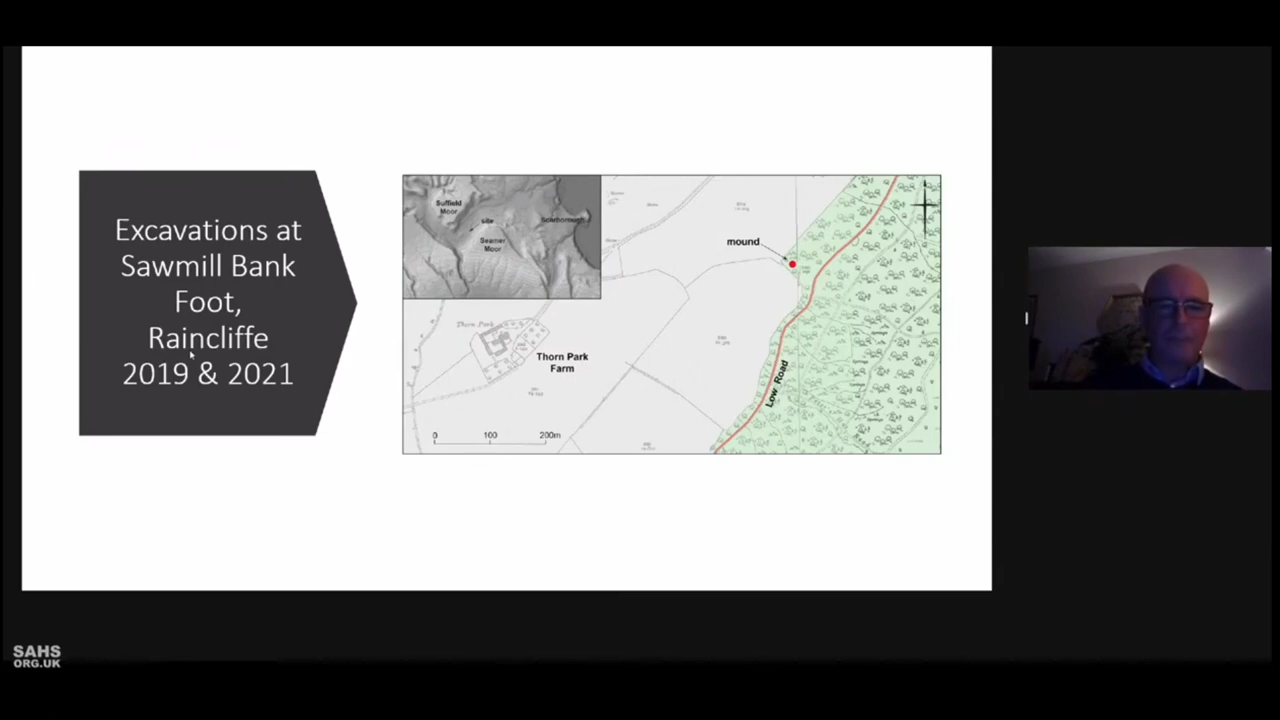 Excavations at
Sawmill Bank
Foot,
Raincliffe
2019 & 2021
Suffield
Moor
site
Scarborough
Seamer
Moor
mound
Thorn Park
Thorn Park
Farm
Low Road
0 100 200m
SAHS
ORG.UK